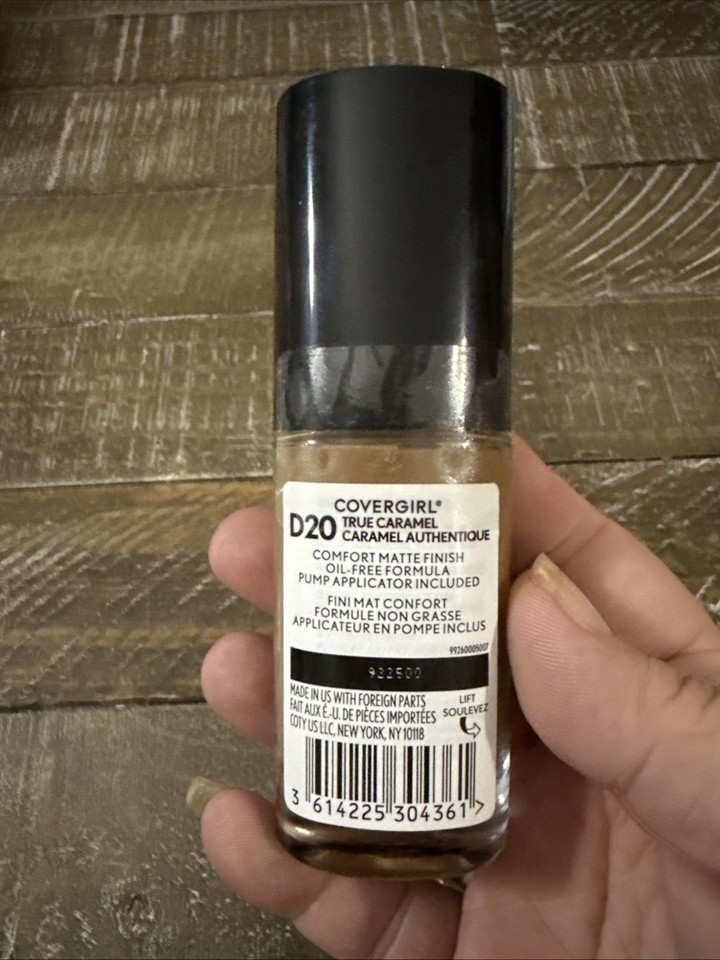 COVERGIRL®
D20 TRUE CARAMEL
CARAMEL AUTHENTIQUE
COMFORT MATTE FINISH
OIL-FREE FORMULA
PUMP APPLICATOR INCLUDED
FINI MAT CONFORT
FORMULE NON GRASSE
APPLICATEUR EN POMPE INCLUS
99260005007
922500
MADE IN US WITH FOREIGN PARTS
FAIT AUX É.-U. DE PIÈCES IMPORTÉES
COTY US LLC, NEW YORK, NY 10118
LIFT
SOULEVEZ
3 614225 304361 >